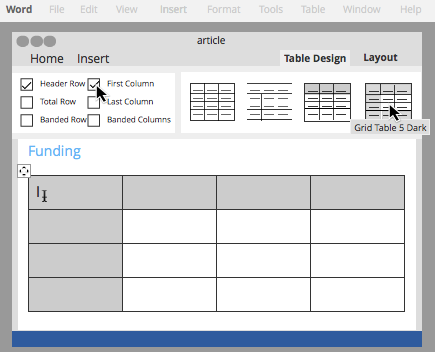 Word File Edit View Insert Format Tools Table Window Help
article
Home Insert Table Design Layout
Header Row First Column
Total Row Last Column
Banded Row Banded Columns
Grid Table 5 Dark
Funding